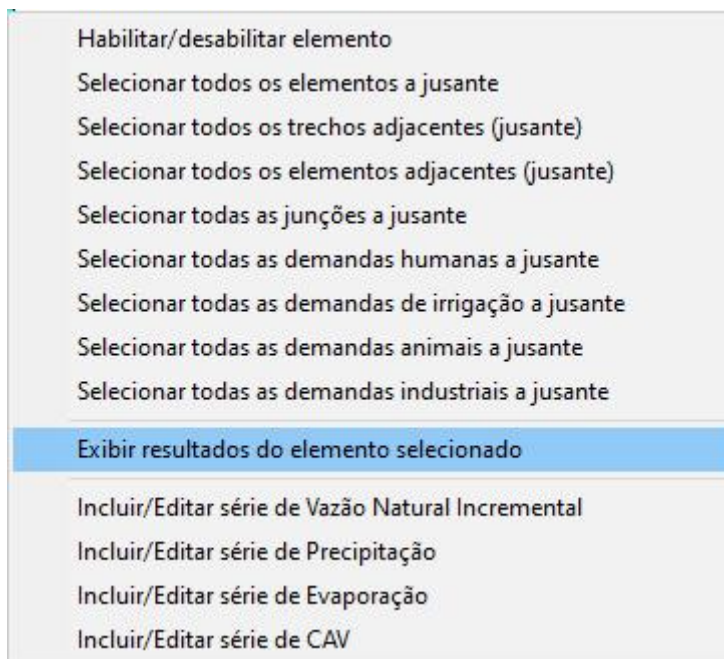 Habilitar/desabilitar elemento
Selecionar todos os elementos a jusante
Selecionar todos os trechos adjacentes (jusante)
Selecionar todos os elementos adjacentes (jusante)
Selecionar todas as junções a jusante
Selecionar todas as demandas humanas a jusante
Selecionar todas as demandas de irrigação a jusante
Selecionar todas as demandas animais a jusante
Selecionar todas as demandas industriais a jusante
Exibir resultados do elemento selecionado
Incluir/Editar série de Vazão Natural Incremental
Incluir/Editar série de Precipitação
Incluir/Editar série de Evaporação
Incluir/Editar série de CAV